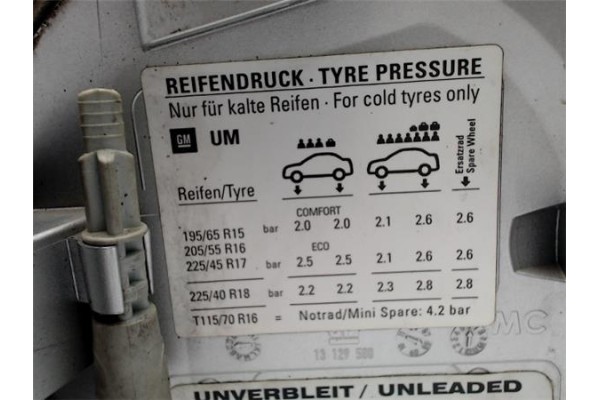 REIFENDRUCK · TYRE PRESSURE
Nur für kalte Reifen · For cold tyres only
GM UM
Ersatzrad
Spare Wheel
Reifen/Tyre
COMFORT
195/65 R15 bar 2.0 2.0 2.1 2.6 2.6
205/55 R16
ECO
225/45 R17 bar 2.5 2.5 2.1 2.6 2.6
225/40 R18 bar 2.2 2.2 2.3 2.8 2.8
T115/70 R16 = Notrad/Mini Spare: 4.2 bar
MC
13 129 500
UNVERBLEIT / UNLEADED